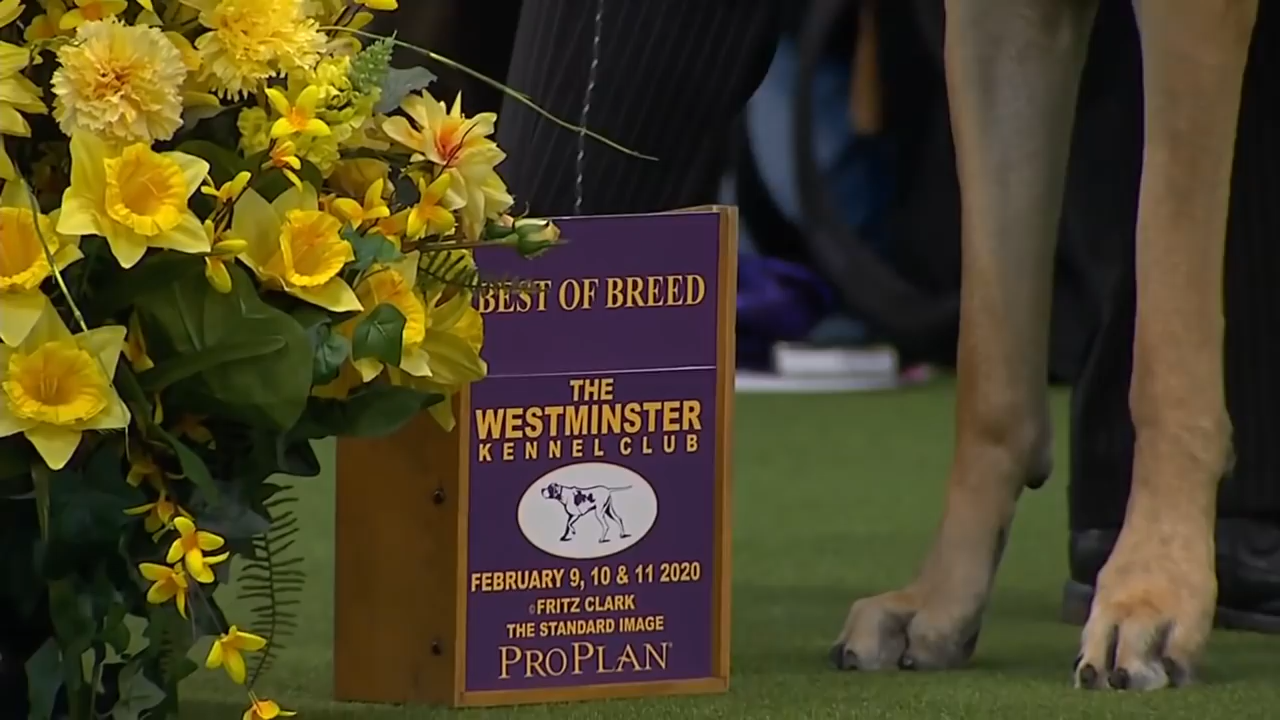 BEST OF BREED
THE
WESTMINSTER
KENNEL CLUB
FEBRUARY 9, 10 & 11 2020
©FRITZ CLARK
THE STANDARD IMAGE
PROPLAN®